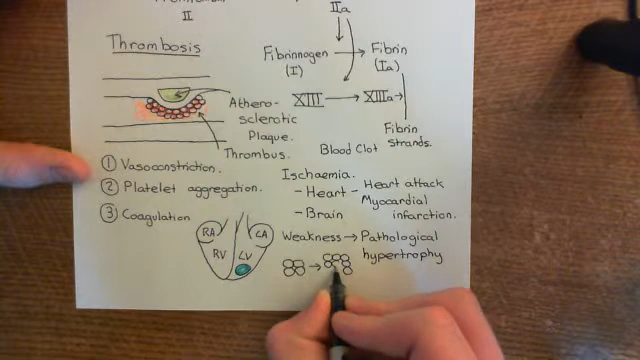 II
IIa
Thrombosis
Fibrinnogen
(I)
Fibrin
(Ia)
XIII
XIIIa
Fibrin
Strands.
Athero-
sclerotic
Plaque.
Thrombus.
Blood Clot
1 Vasoconstriction.
2 Platelet aggregation.
3 Coagulation
Ischaemia.
- Heart - Heart attack
Myocardial
infarction.
- Brain
Weakness → Pathological
hypertrophy
RA
LA
RV
LV